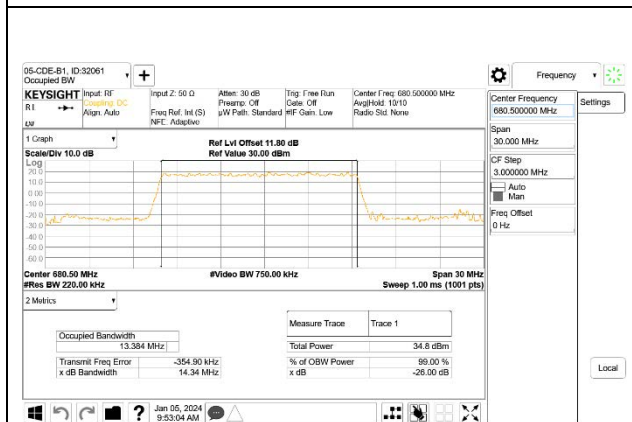 05-CDE-B1, ID:32061
Occupied BW
Frequency
KEYSIGHT
Input: RF
Coupling: DC
Align: Auto
Input Z: 50 Ω
Freq Ref: Int (S)
NFE: Adaptive
Atten: 30 dB
Preamp: Off
µW Path: Standard
Trig: Free Run
Gate: Off
#IF Gain: Low
Center Freq: 680.500000 MHz
Avg|Hold: 10/10
Radio Std: None
Center Frequency
680.500000 MHz
Settings
Span
30.000 MHz
CF Step
3.000000 MHz
Auto
Man
Freq Offset
0 Hz
1 Graph
Scale/Div 10.0 dB
Ref Lvl Offset 11.80 dB
Ref Value 30.00 dBm
Log
20.0
10.0
0.00
-10.0
-20.0
-30.0
-40.0
-50.0
-60.0
Center 680.50 MHz
#Res BW 220.00 kHz
#Video BW 750.00 kHz
Span 30 MHz
Sweep 1.00 ms (1001 pts)
2 Metrics
Occupied Bandwidth
13.384 MHz
Transmit Freq Error -354.90 kHz
x dB Bandwidth 14.34 MHz
Measure Trace Trace 1
Total Power 34.8 dBm
% of OBW Power 99.00 %
x dB -26.00 dB
Local
Jan 05, 2024
9:53:04 AM